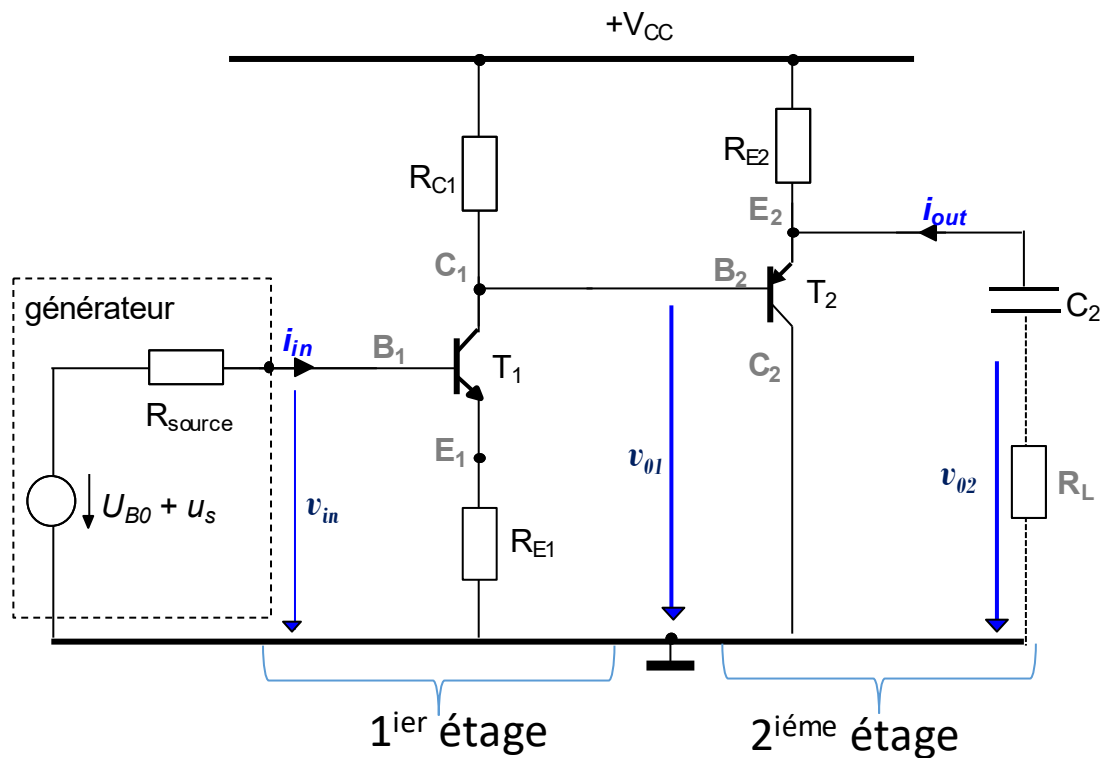 +VCC
RC1
RE2
E2
iout
C1
B2
T2
C2
générateur
iin
B1
T1
C2
Rsource
E1
v01
v02
RL
UB0 + us
vin
RE1
1ier étage
2iéme étage